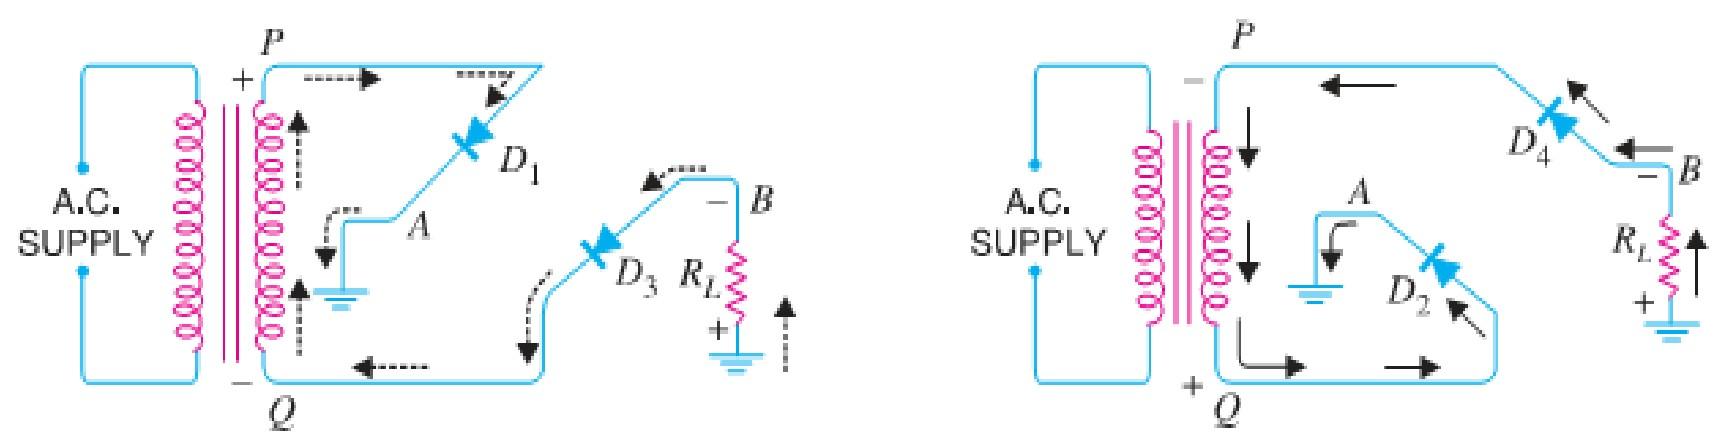 P
+
D1
A.C.
SUPPLY
A
−
B
D3
RL
+
−
Q
P
−
D4
−
B
A.C.
SUPPLY
A
RL
D2
+
+
Q